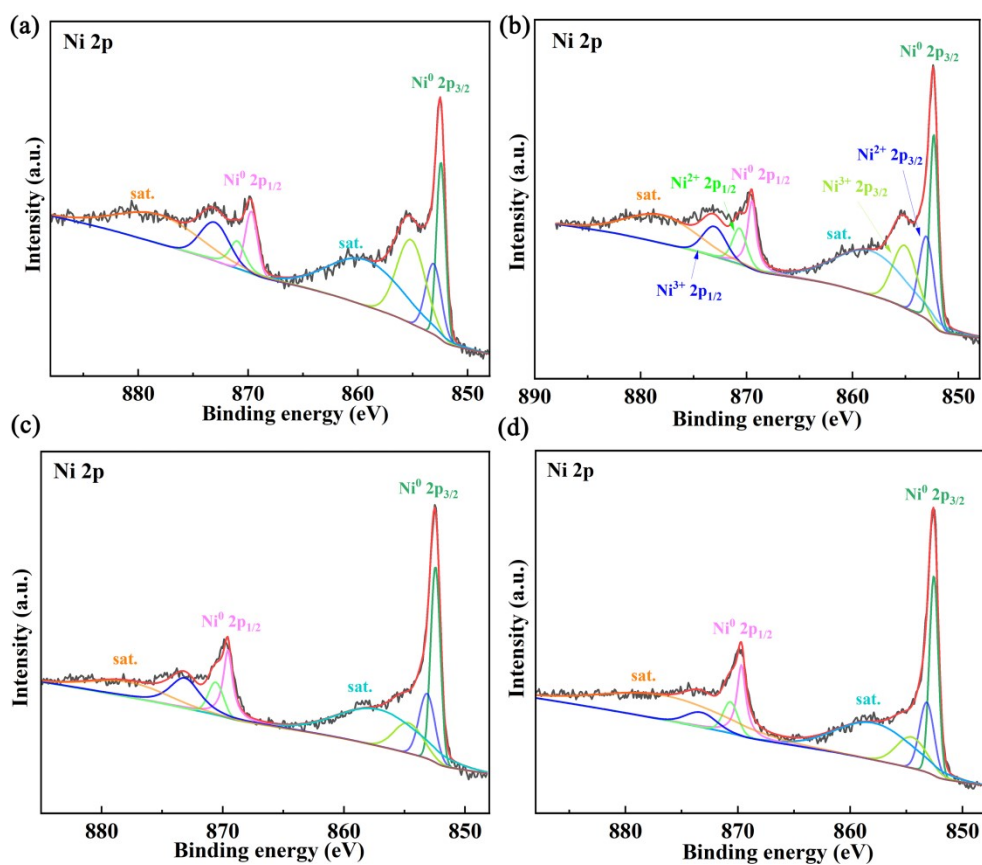 (a)
Ni 2p
Ni⁰ 2p₃/₂
Ni⁰ 2p₁/₂
sat.
sat.
Intensity (a.u.)
880 870 860 850
Binding energy (eV)
(b)
Ni 2p
Ni⁰ 2p₃/₂
Ni²⁺ 2p₃/₂
Ni²⁺ 2p₁/₂
Ni⁰ 2p₁/₂
Ni³⁺ 2p₃/₂
sat.
sat.
Ni³⁺ 2p₁/₂
Intensity (a.u.)
890 880 870 860 850
Binding energy (eV)
(c)
Ni 2p
Ni⁰ 2p₃/₂
Ni⁰ 2p₁/₂
sat.
sat.
Intensity (a.u.)
880 870 860 850
Binding energy (eV)
(d)
Ni 2p
Ni⁰ 2p₃/₂
Ni⁰ 2p₁/₂
sat.
sat.
Intensity (a.u.)
880 870 860 850
Binding energy (eV)